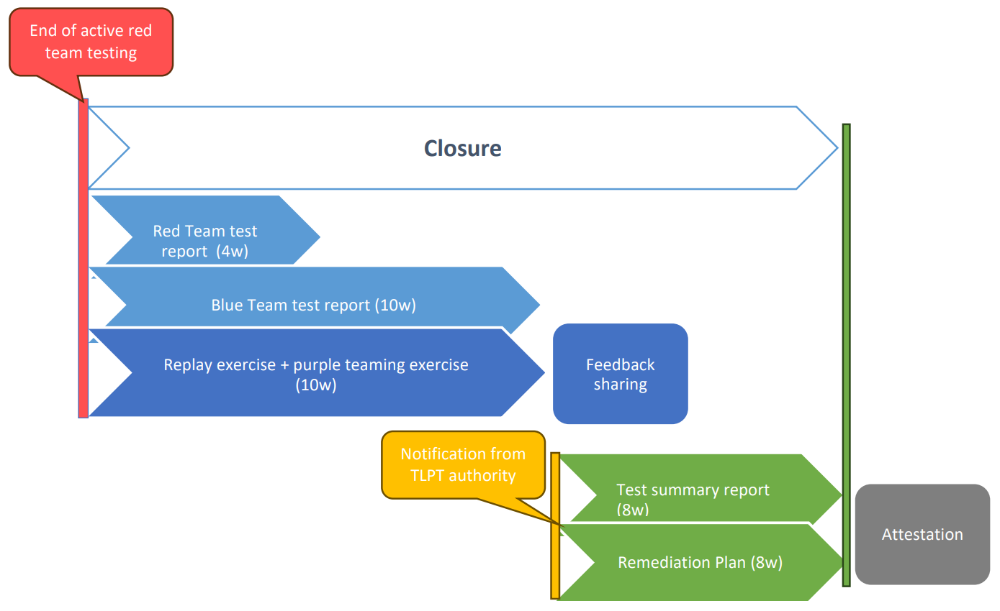 End of active red
team testing
Closure
Red Team test
report  (4w)
Blue Team test report (10w)
Replay exercise + purple teaming exercise
(10w)
Feedback
sharing
Notification from
TLPT authority
Test summary report
(8w)
Remediation Plan (8w)
Attestation